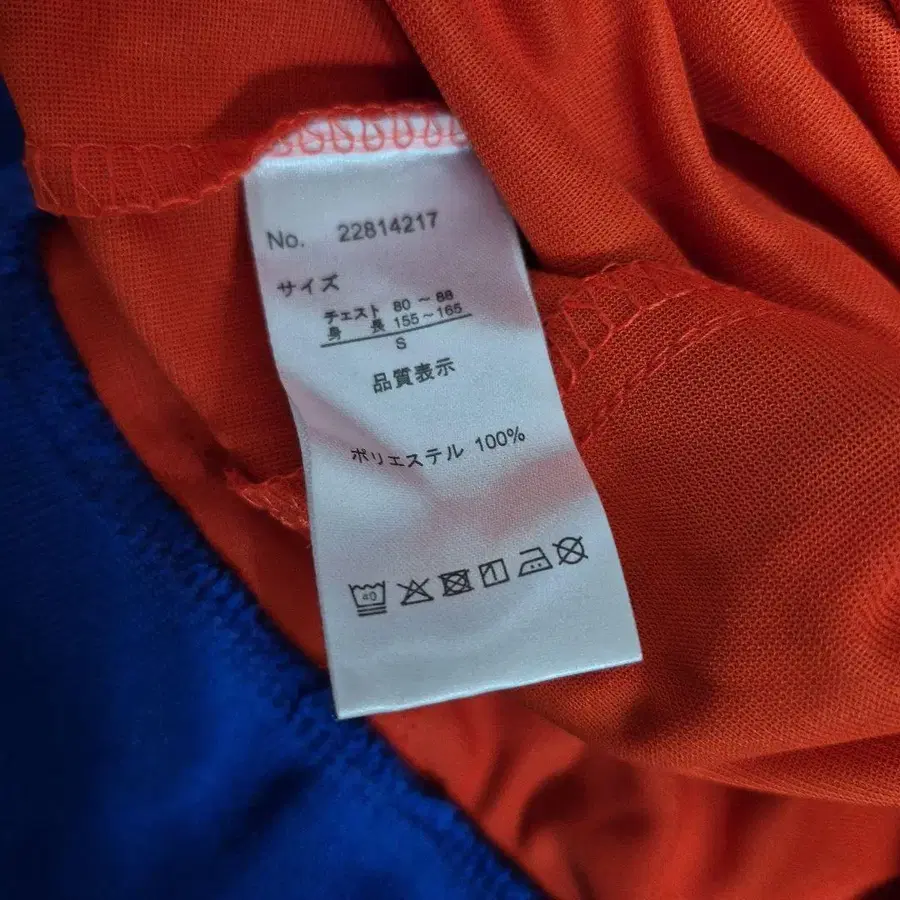 No. 22814217
サイズ
チェスト 80～88
身 長 155～165
S
品質表示
ポリエステル 100%
40